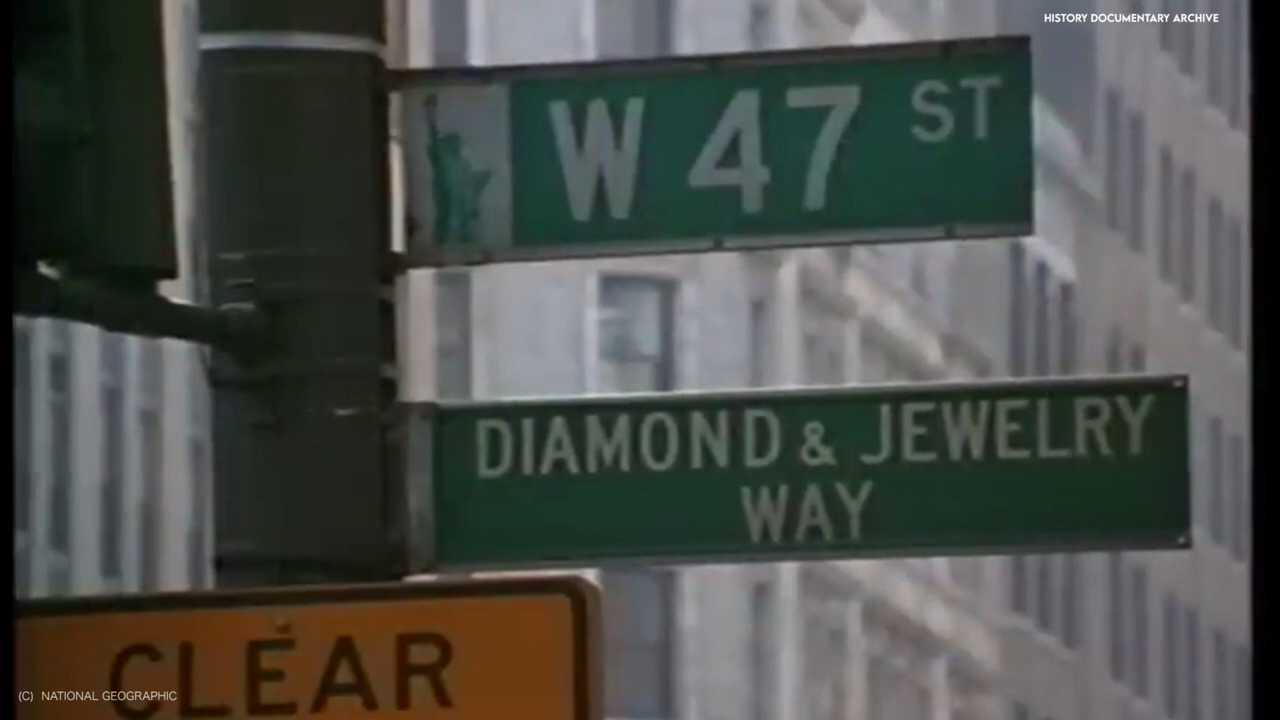 HISTORY DOCUMENTARY ARCHIVE
W 47 ST
DIAMOND & JEWELRY
WAY
CLEAR
(C) NATIONAL GEOGRAPHIC